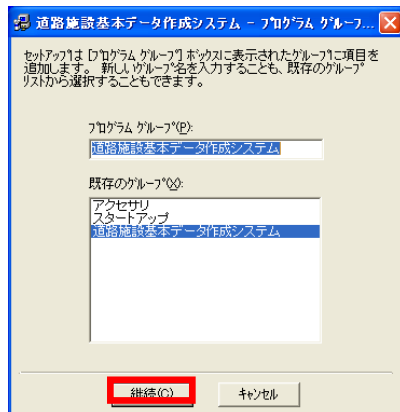 道路施設基本データ作成システム - ﾌﾟﾛｸﾞﾗﾑ ｸﾞﾙｰﾌ...
ｾｯﾄｱｯﾌﾟは [ﾌﾟﾛｸﾞﾗﾑ ｸﾞﾙｰﾌﾟ] ﾎﾞｯｸｽに表示されたｸﾞﾙｰﾌﾟに項目を
追加します。 新しいｸﾞﾙｰﾌﾟ名を入力することも、既存のｸﾞﾙｰﾌﾟ
ﾘｽﾄから選択することもできます。
ﾌﾟﾛｸﾞﾗﾑ ｸﾞﾙｰﾌﾟ(P):
道路施設基本データ作成システム
既存のｸﾞﾙｰﾌﾟ(X):
アクセサリ
スタートアップ
道路施設基本データ作成システム
継続(C)
ｷｬﾝｾﾙ